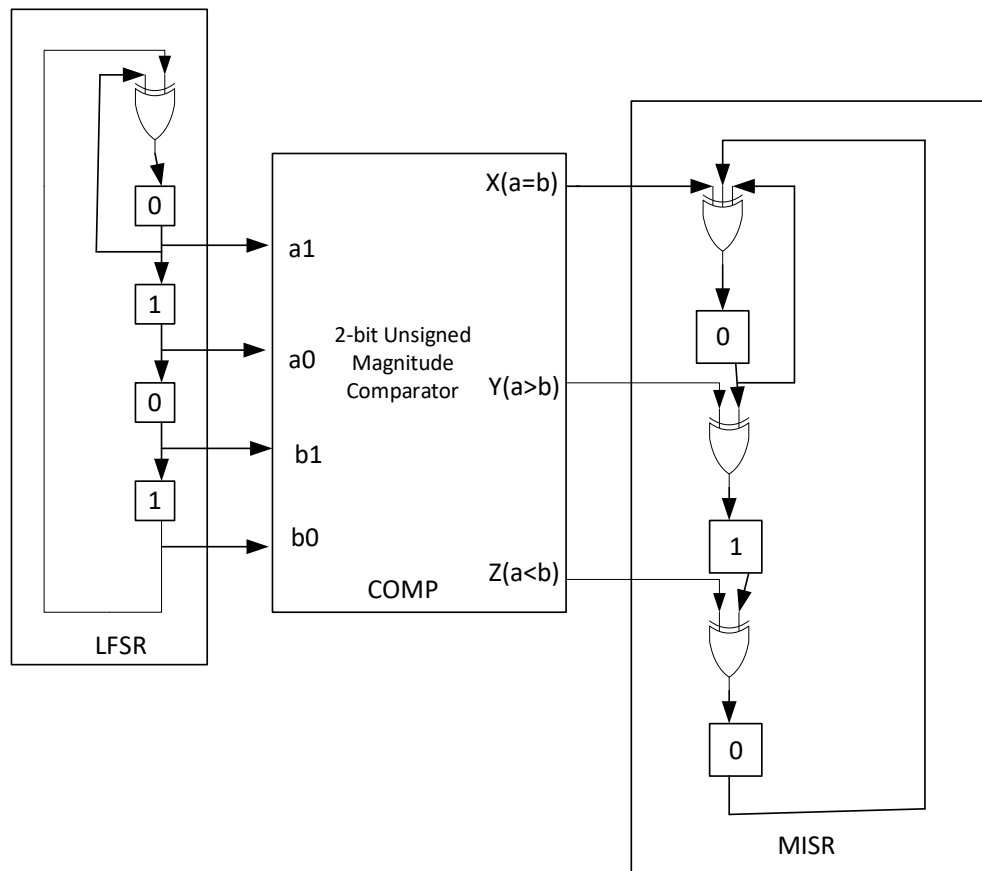 0
1
0
1
LFSR
a1
a0
b1
b0
2-bit Unsigned
Magnitude
Comparator
X(a=b)
Y(a>b)
Z(a<b)
COMP
0
1
0
MISR